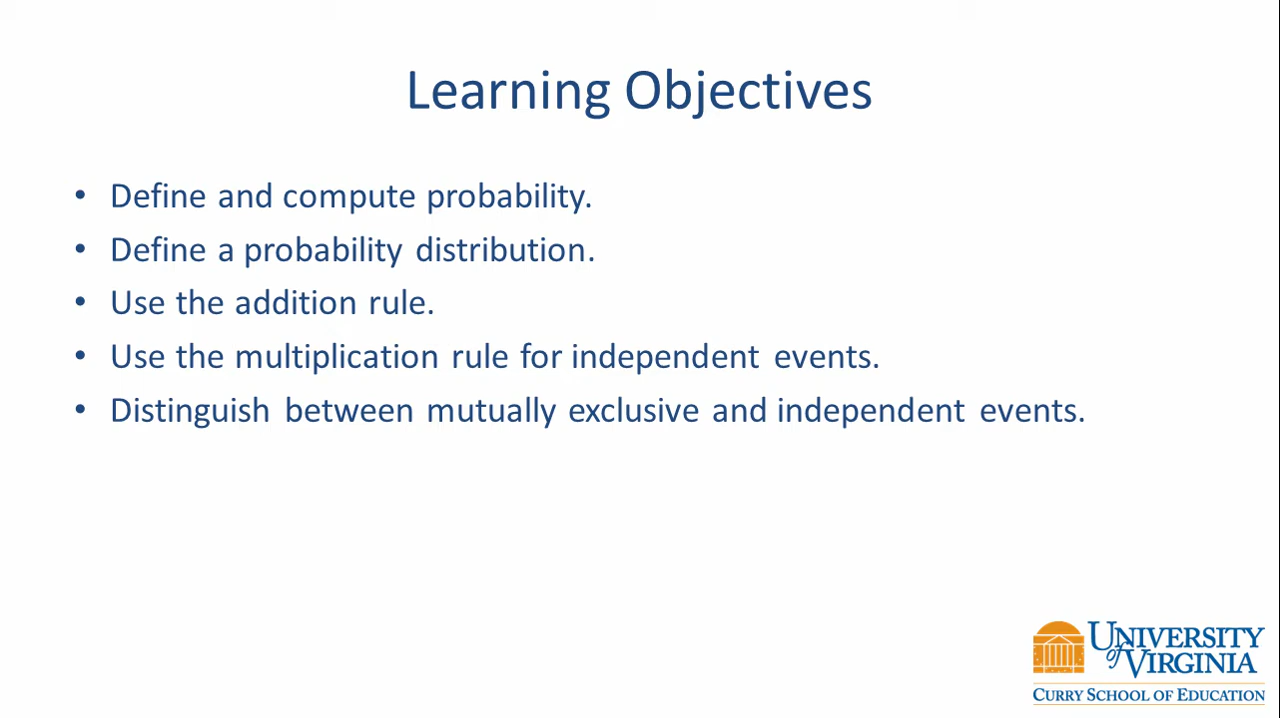 Learning Objectives
• Define and compute probability.
• Define a probability distribution.
• Use the addition rule.
• Use the multiplication rule for independent events.
• Distinguish between mutually exclusive and independent events.
UNIVERSITY
of VIRGINIA
CURRY SCHOOL OF EDUCATION